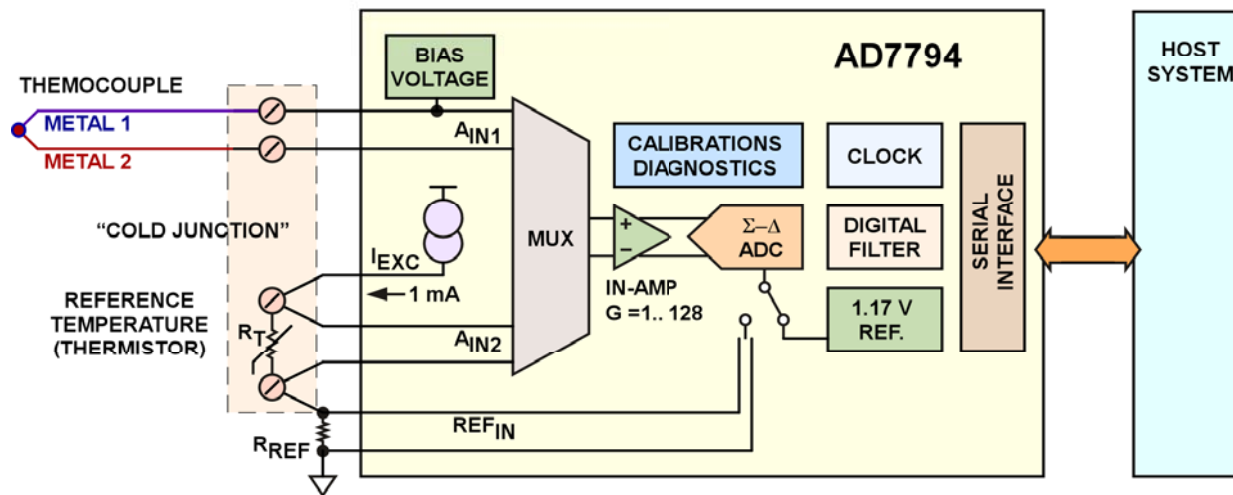 BIAS
VOLTAGE
AD7794
HOST
SYSTEM
THEMOCOUPLE
METAL 1
METAL 2
AIN1
CALIBRATIONS
DIAGNOSTICS
CLOCK
"COLD JUNCTION"
IEXC
1 mA
MUX
+
−
Σ–Δ
ADC
DIGITAL
FILTER
SERIAL
INTERFACE
IN-AMP
G =1.. 128
1.17 V
REF.
REFERENCE
TEMPERATURE
(THERMISTOR)
RT
AIN2
REFIN
RREF